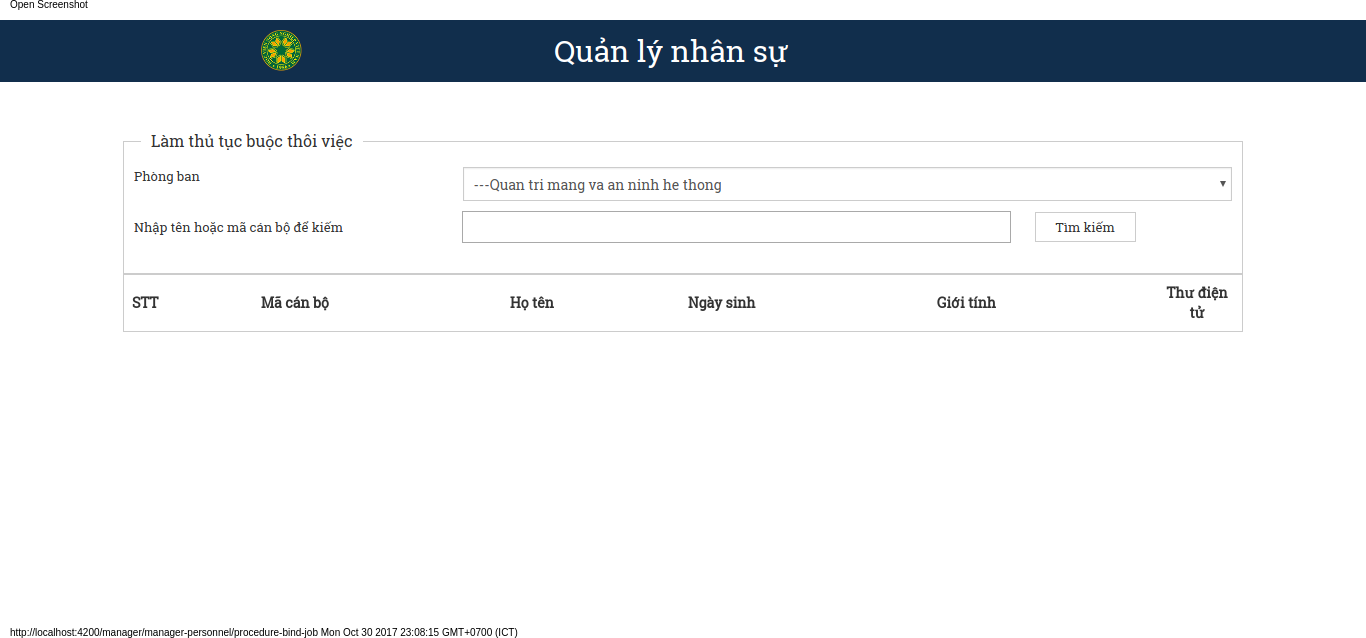 Open Screenshot
Quản lý nhân sự
Làm thủ tục buộc thôi việc
Phòng ban
---Quan tri mang va an ninh he thong
Nhập tên hoặc mã cán bộ để kiếm
Tìm kiếm
STT Mã cán bộ Họ tên Ngày sinh Giới tính Thư điện
tử
http://localhost:4200/manager/manager-personnel/procedure-bind-job Mon Oct 30 2017 23:08:15 GMT+0700 (ICT)